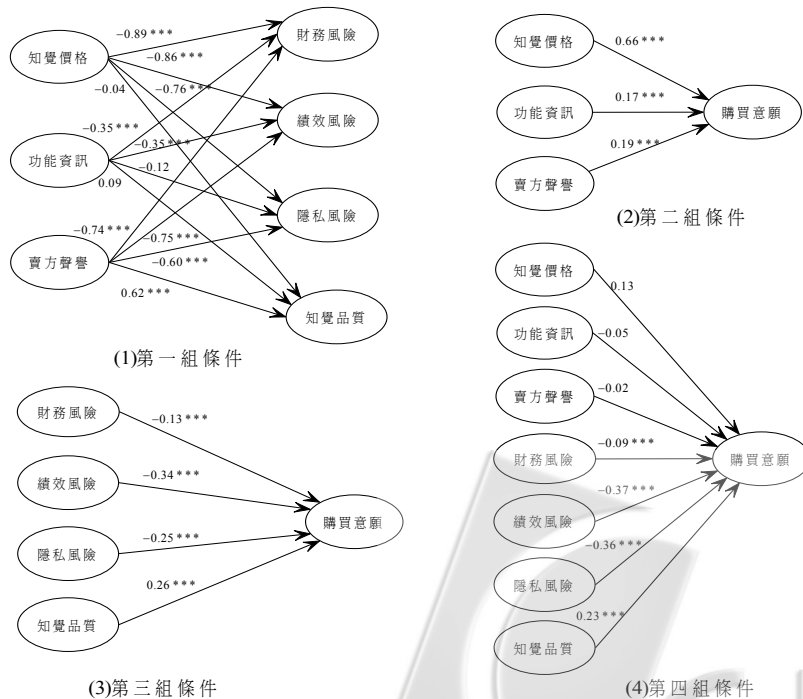 知覺價格
功能資訊
賣方聲譽
財務風險
績效風險
隱私風險
知覺品質
−0.89***
−0.86***
−0.04
−0.76***
−0.35***
−0.35***
−0.12
0.09
−0.74***
−0.75***
−0.60***
0.62***
(1)第一組條件
知覺價格
功能資訊
賣方聲譽
購買意願
0.66***
0.17***
0.19***
(2)第二組條件
財務風險
績效風險
隱私風險
知覺品質
購買意願
−0.13***
−0.34***
−0.25***
0.26***
(3)第三組條件
知覺價格
功能資訊
賣方聲譽
財務風險
績效風險
隱私風險
知覺品質
購買意願
0.13
−0.05
−0.02
−0.09***
−0.37***
−0.36***
0.23***
(4)第四組條件